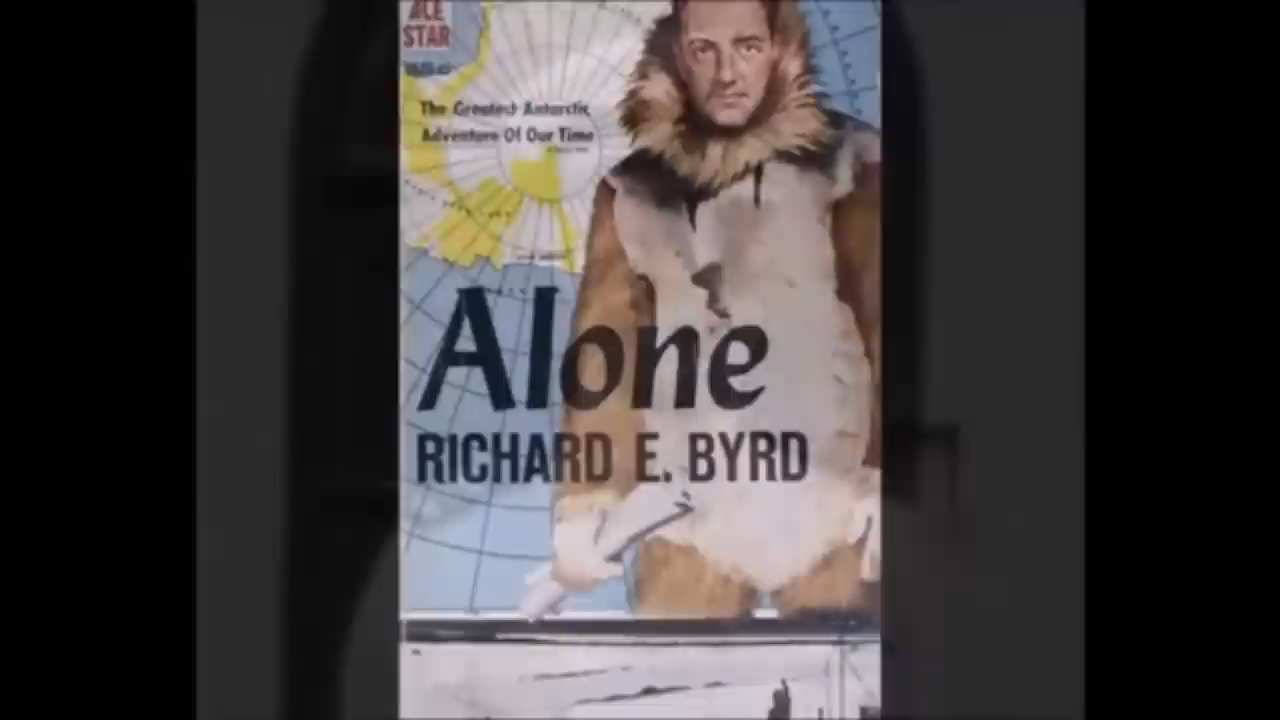 ACE
STAR
The Greatest Antarctic
Adventure Of Our Time
Alone
RICHARD E. BYRD